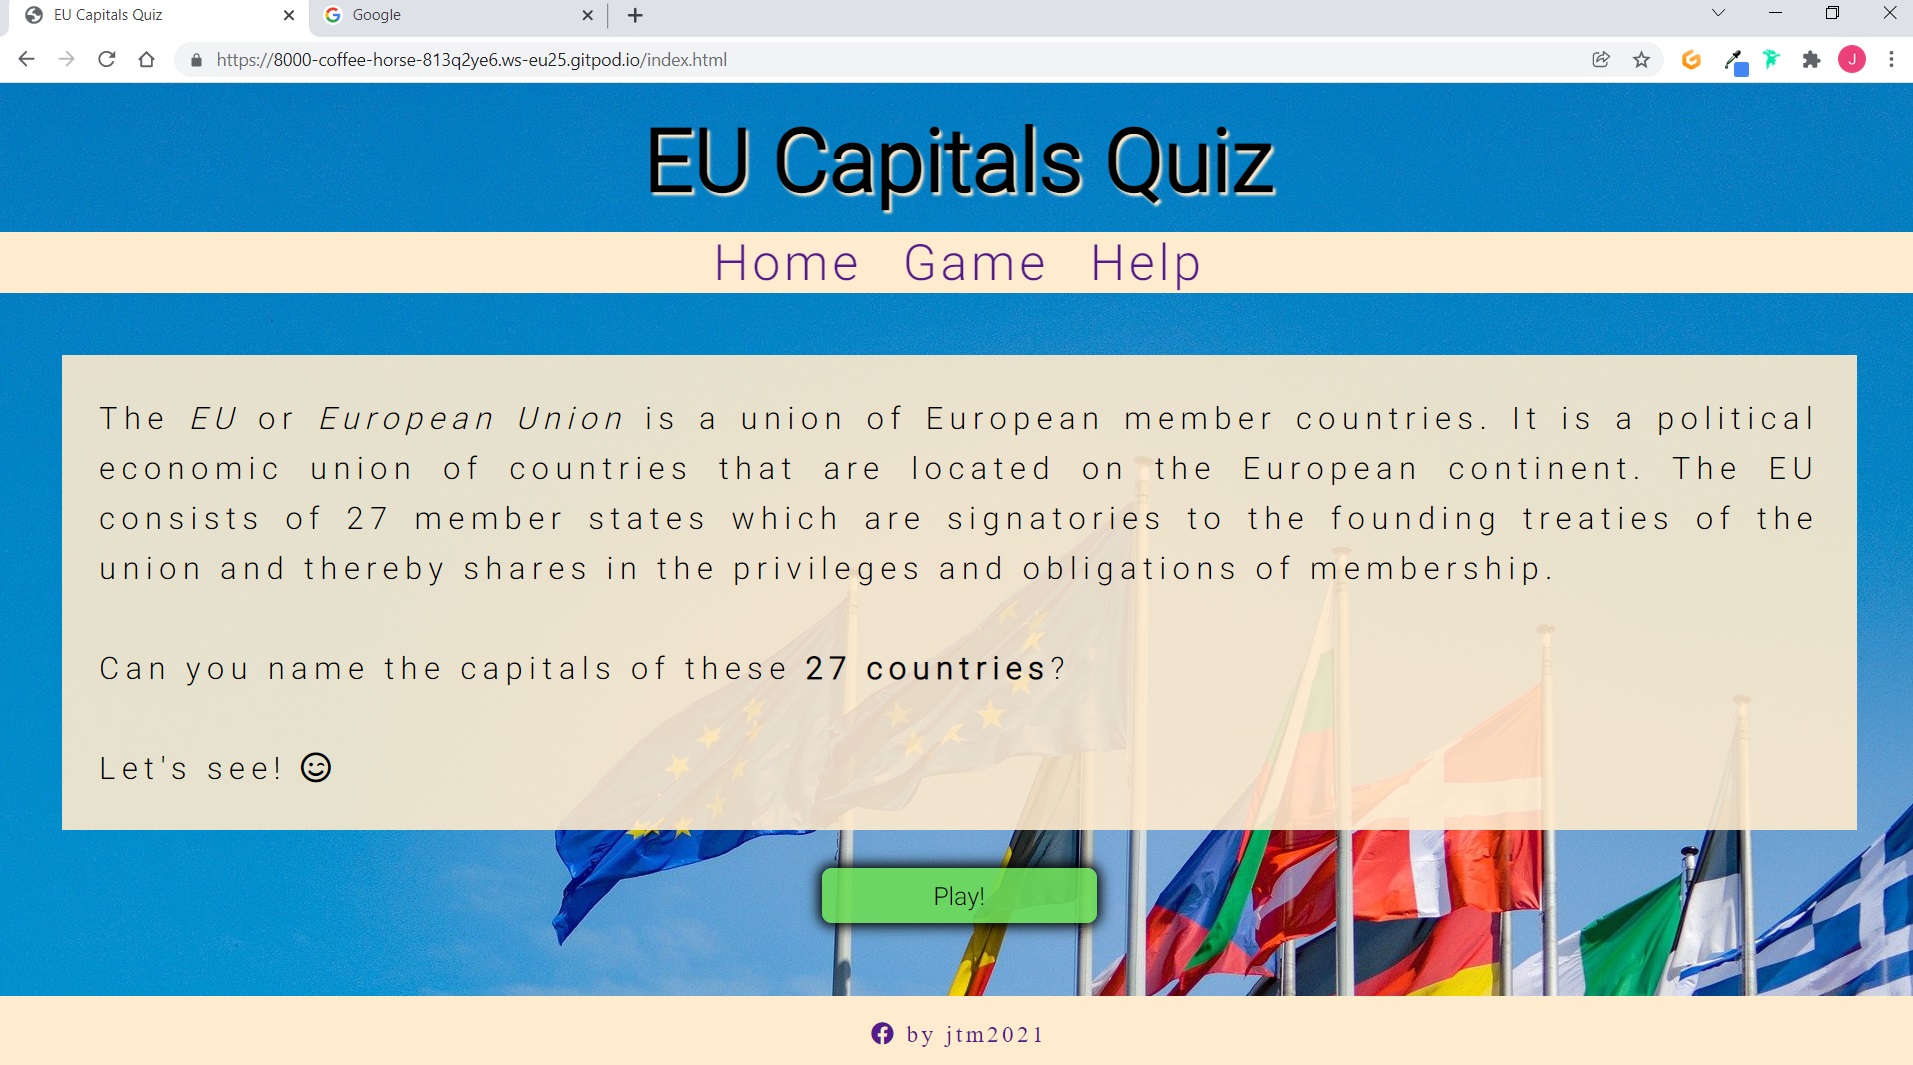 EU Capitals Quiz
Google
https://8000-coffee-horse-813q2ye6.ws-eu25.gitpod.io/index.html
J
EU Capitals Quiz
Home Game Help
The EU or European Union is a union of European member countries. It is a political
economic union of countries that are located on the European continent. The EU
consists of 27 member states which are signatories to the founding treaties of the
union and thereby shares in the privileges and obligations of membership.
Can you name the capitals of these 27 countries?
Let's see!
Play!
by jtm2021